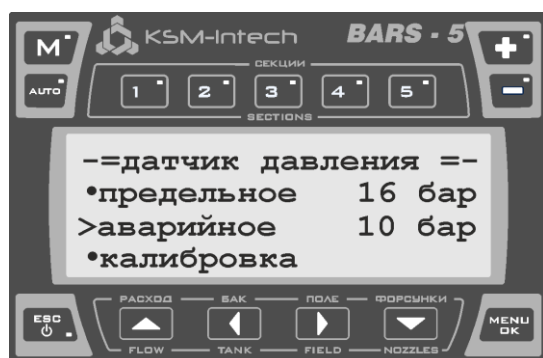 M KSM-Intech BARS - 5 +
AUTO СЕКЦИИ -
1 2 3 4 5
SECTIONS
-=датчик давления =-
•предельное 16 бар
>аварийное 10 бар
•калибровка
РАСХОД БАК ПОЛЕ ФОРСУНКИ
ESC MENU OK
FLOW TANK FIELD NOZZLES